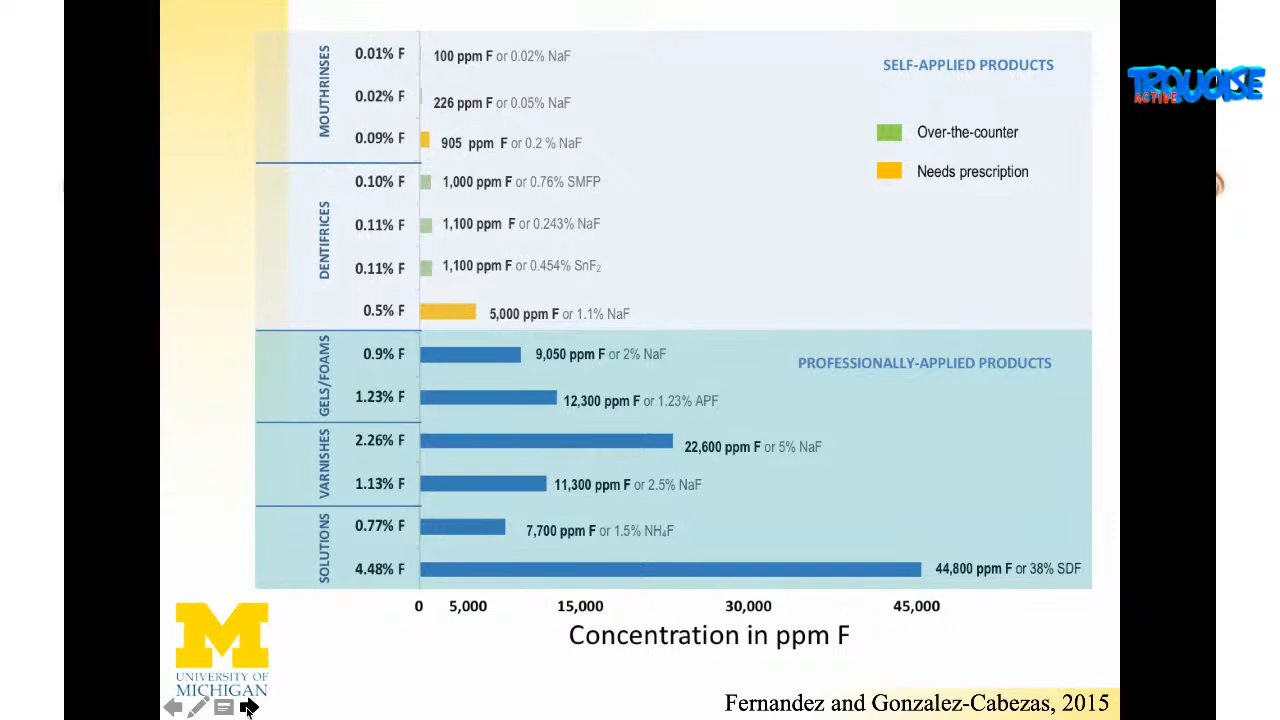 MOUTHRINSES
0.01% F 100 ppm F or 0.02% NaF
0.02% F 226 ppm F or 0.05% NaF
0.09% F 905 ppm F or 0.2 % NaF
SELF-APPLIED PRODUCTS
Over-the-counter
Needs prescription
TRQUOISE
ACTIVE
DENTIFRICES
0.10% F 1,000 ppm F or 0.76% SMFP
0.11% F 1,100 ppm F or 0.243% NaF
0.11% F 1,100 ppm F or 0.454% SnF₂
0.5% F 5,000 ppm F or 1.1% NaF
PROFESSIONALLY-APPLIED PRODUCTS
GELS/FOAMS
0.9% F 9,050 ppm F or 2% NaF
1.23% F 12,300 ppm F or 1.23% APF
VARNISHES
2.26% F 22,600 ppm F or 5% NaF
1.13% F 11,300 ppm F or 2.5% NaF
SOLUTIONS
0.77% F 7,700 ppm F or 1.5% NH₄F
4.48% F 44,800 ppm F or 38% SDF
0 5,000 15,000 30,000 45,000
Concentration in ppm F
M
UNIVERSITY OF
MICHIGAN
Fernandez and Gonzalez-Cabezas, 2015